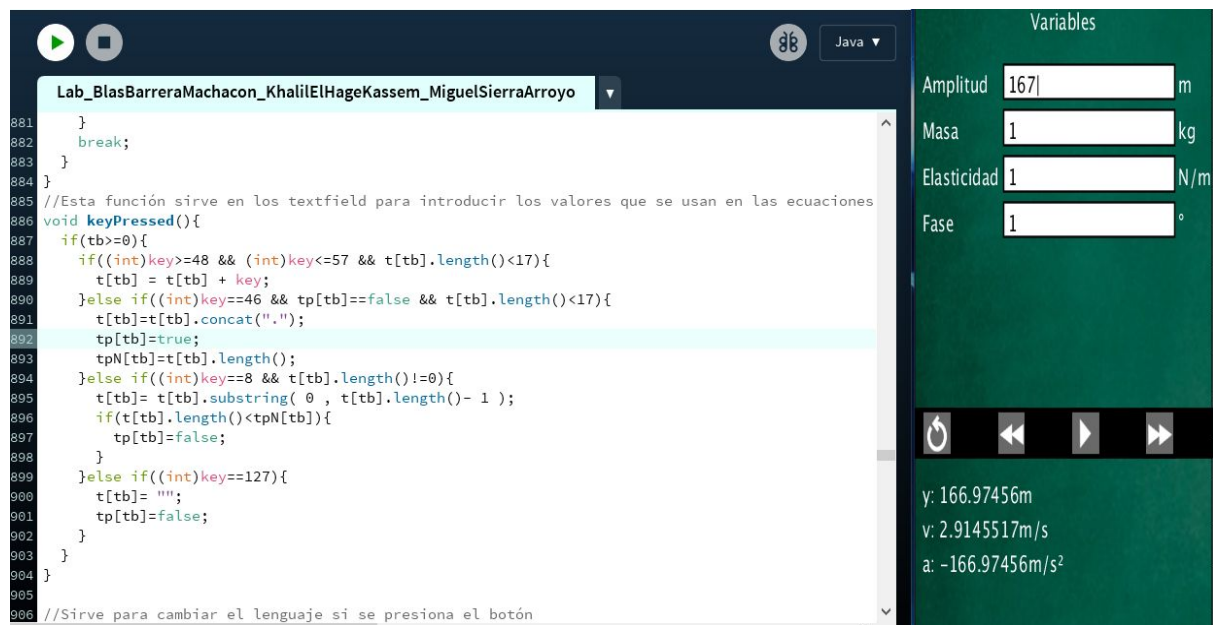 Java ▼
Lab_BlasBarreraMachacon_KhalilElHageKassem_MiguelSierraArroyo ▼
881     }
882     break;
883   }
884 }
885 //Esta función sirve en los textfield para introducir los valores que se usan en las ecuaciones
886 void keyPressed(){
887   if(tb>=0){
888     if((int)key>=48 && (int)key<=57 && t[tb].length()<17){
889       t[tb] = t[tb] + key;
890     }else if((int)key==46 && tp[tb]==false && t[tb].length()<17){
891       t[tb]=t[tb].concat(".");
892       tp[tb]=true;
893       tpN[tb]=t[tb].length();
894     }else if((int)key==8 && t[tb].length()!=0){
895       t[tb]= t[tb].substring( 0 , t[tb].length()- 1 );
896       if(t[tb].length()<tpN[tb]){
897         tp[tb]=false;
898       }
899     }else if((int)key==127){
900       t[tb]= "";
901       tp[tb]=false;
902     }
903   }
904 }
905
906 //Sirve para cambiar el lenguaje si se presiona el botón
Variables
Amplitud 167 m
Masa 1 kg
Elasticidad 1 N/m
Fase 1 °
y: 166.97456m
v: 2.9145517m/s
a: -166.97456m/s²